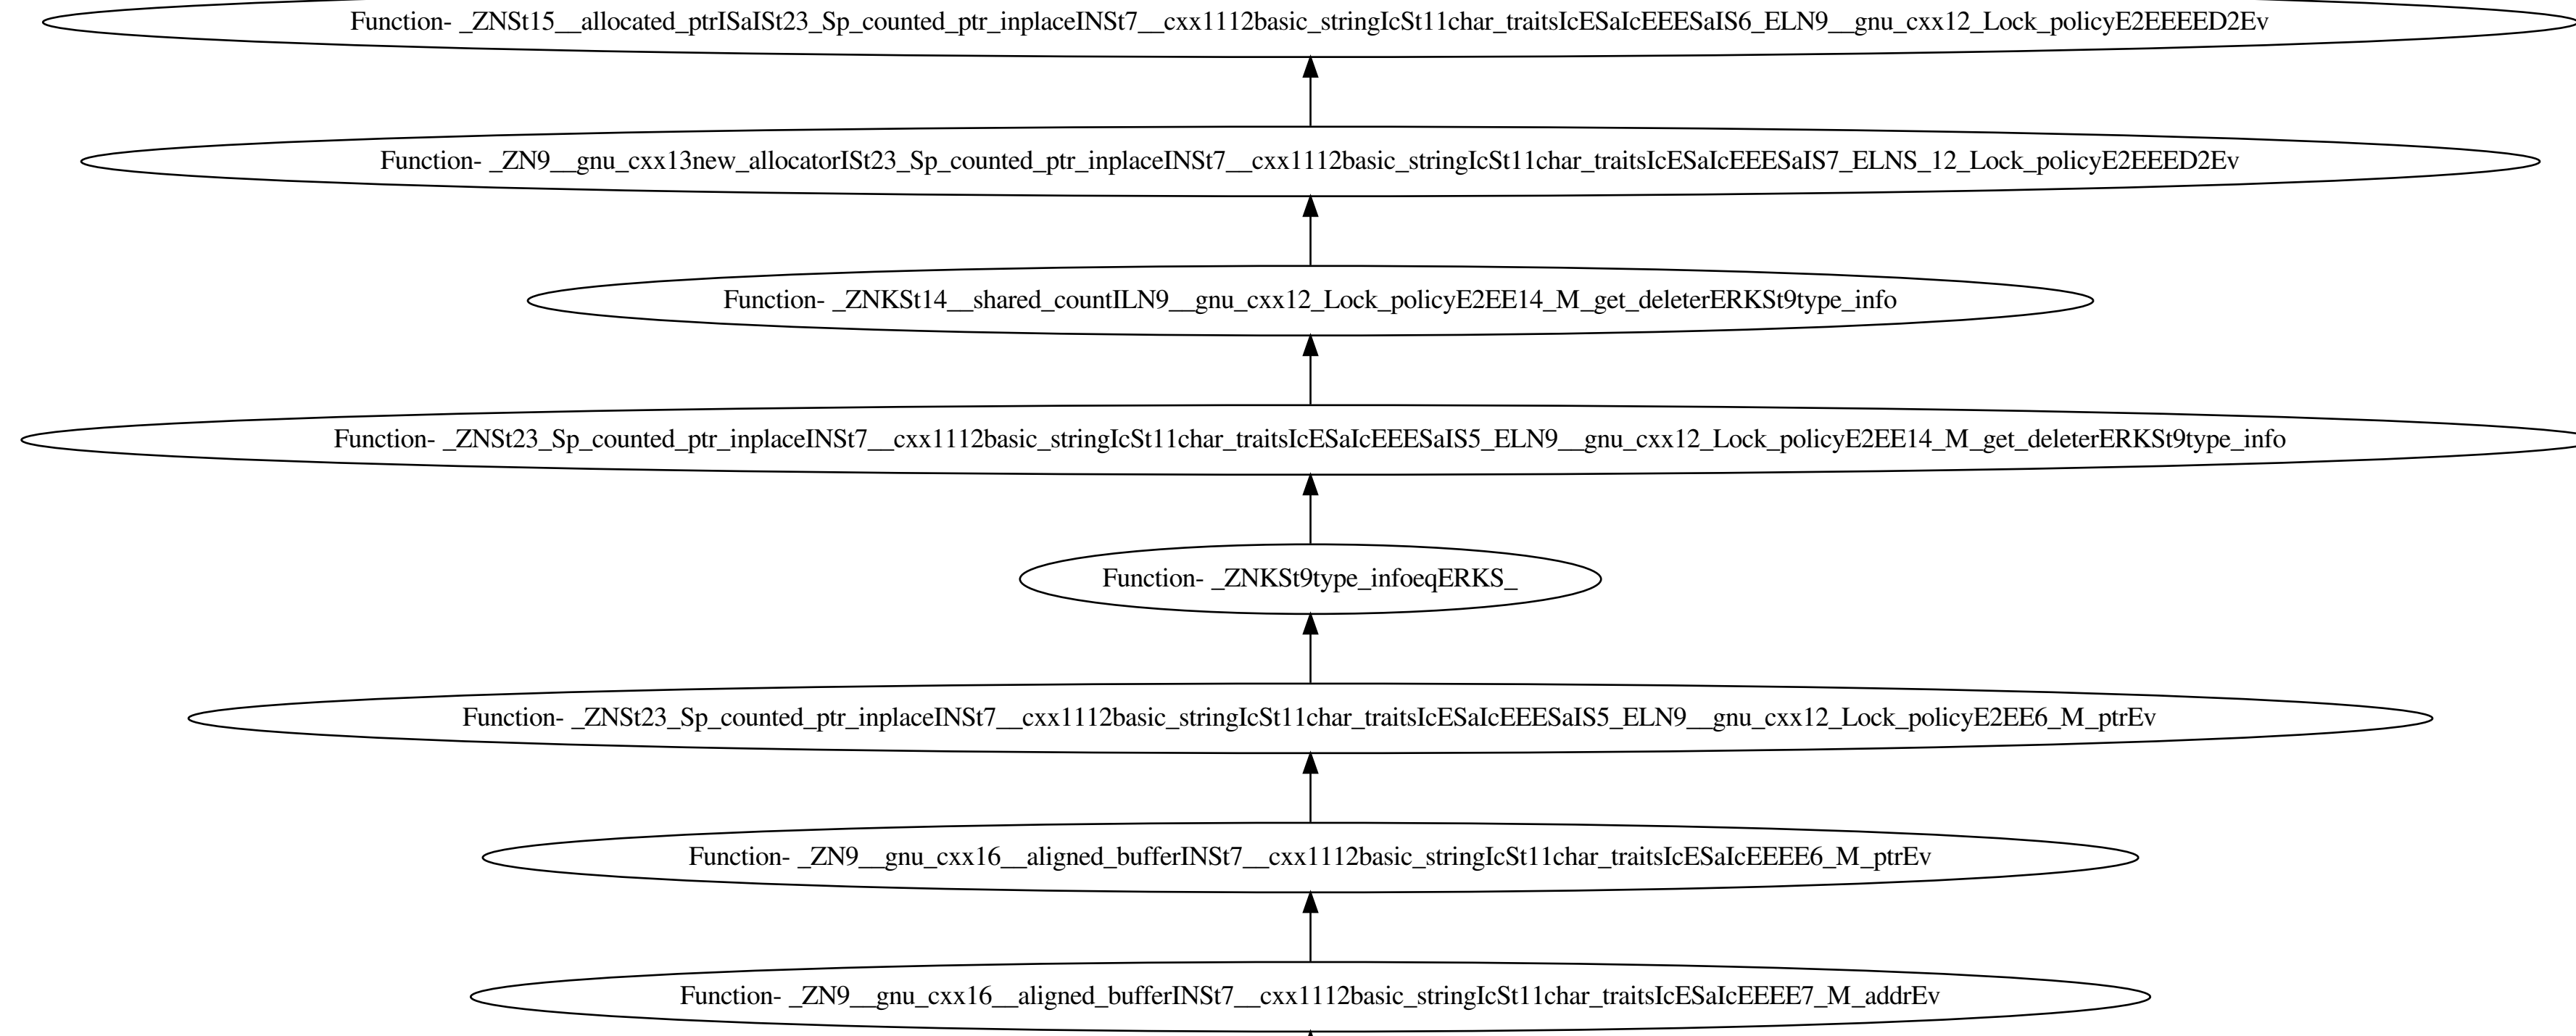 Function- _ZNSt15__allocated_ptrISaISt23_Sp_counted_ptr_inplaceINSt7__cxx1112basic_stringIcSt11char_traitsIcESaIcEEESaIS6_ELN9__gnu_cxx12_Lock_policyE2EEEED2Ev
Function- _ZN9__gnu_cxx13new_allocatorISt23_Sp_counted_ptr_inplaceINSt7__cxx1112basic_stringIcSt11char_traitsIcESaIcEEESaIS7_ELNS_12_Lock_policyE2EEED2Ev
Function- _ZNKSt14__shared_countILN9__gnu_cxx12_Lock_policyE2EE14_M_get_deleterERKSt9type_info
Function- _ZNSt23_Sp_counted_ptr_inplaceINSt7__cxx1112basic_stringIcSt11char_traitsIcESaIcEEESaIS5_ELN9__gnu_cxx12_Lock_policyE2EE14_M_get_deleterERKSt9type_info
Function- _ZNKSt9type_infoeqERKS_
Function- _ZNSt23_Sp_counted_ptr_inplaceINSt7__cxx1112basic_stringIcSt11char_traitsIcESaIcEEESaIS5_ELN9__gnu_cxx12_Lock_policyE2EE6_M_ptrEv
Function- _ZN9__gnu_cxx16__aligned_bufferINSt7__cxx1112basic_stringIcSt11char_traitsIcESaIcEEEE6_M_ptrEv
Function- _ZN9__gnu_cxx16__aligned_bufferINSt7__cxx1112basic_stringIcSt11char_traitsIcESaIcEEEE7_M_addrEv